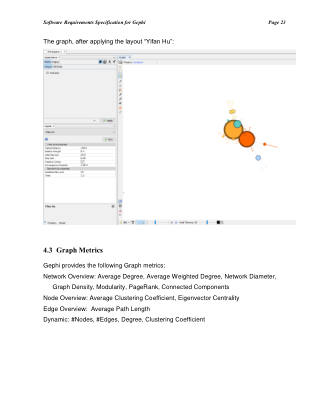 Software Requirements Specification for Gephi Page 21
The graph, after applying the layout "Yifan Hu":
4.3 Graph Metrics
Gephi provides the following Graph metrics:
Network Overview: Average Degree, Average Weighted Degree, Network Diameter,
Graph Density, Modularity, PageRank, Connected Components
Node Overview: Average Clustering Coefficient, Eigenvector Centrality
Edge Overview: Average Path Length
Dynamic: #Nodes, #Edges, Degree, Clustering Coefficient